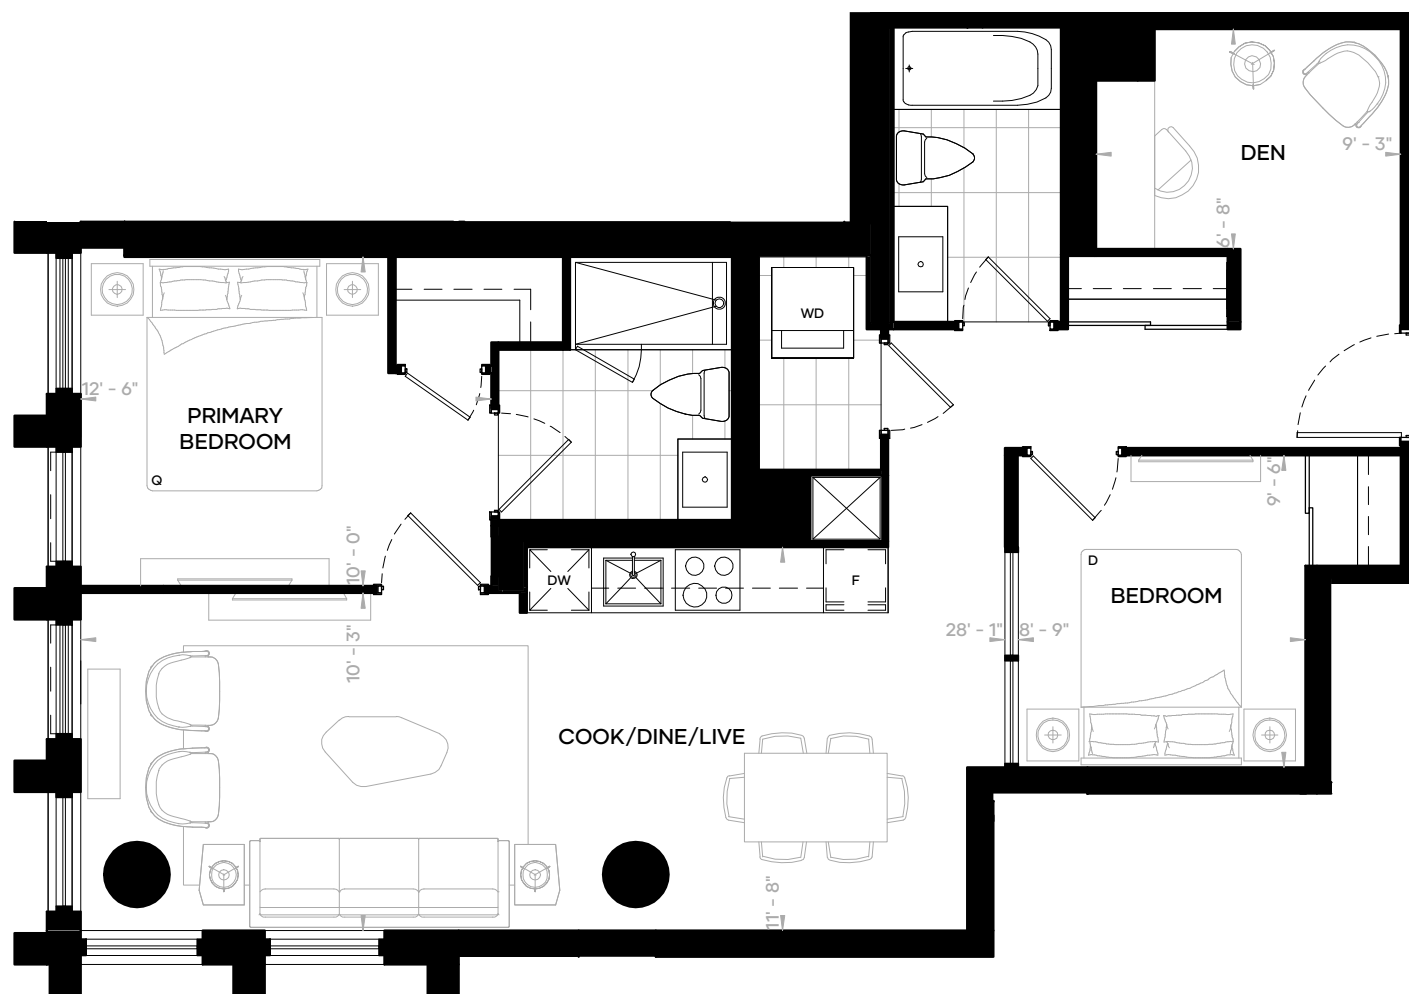 DEN
9' - 3"
6' - 8"
WD
12' - 6"
PRIMARY
BEDROOM
Q
10' - 0"
9' - 6"
DW
F
D
BEDROOM
10' - 3"
28' - 1"
8' - 9"
COOK/DINE/LIVE
11' - 8"